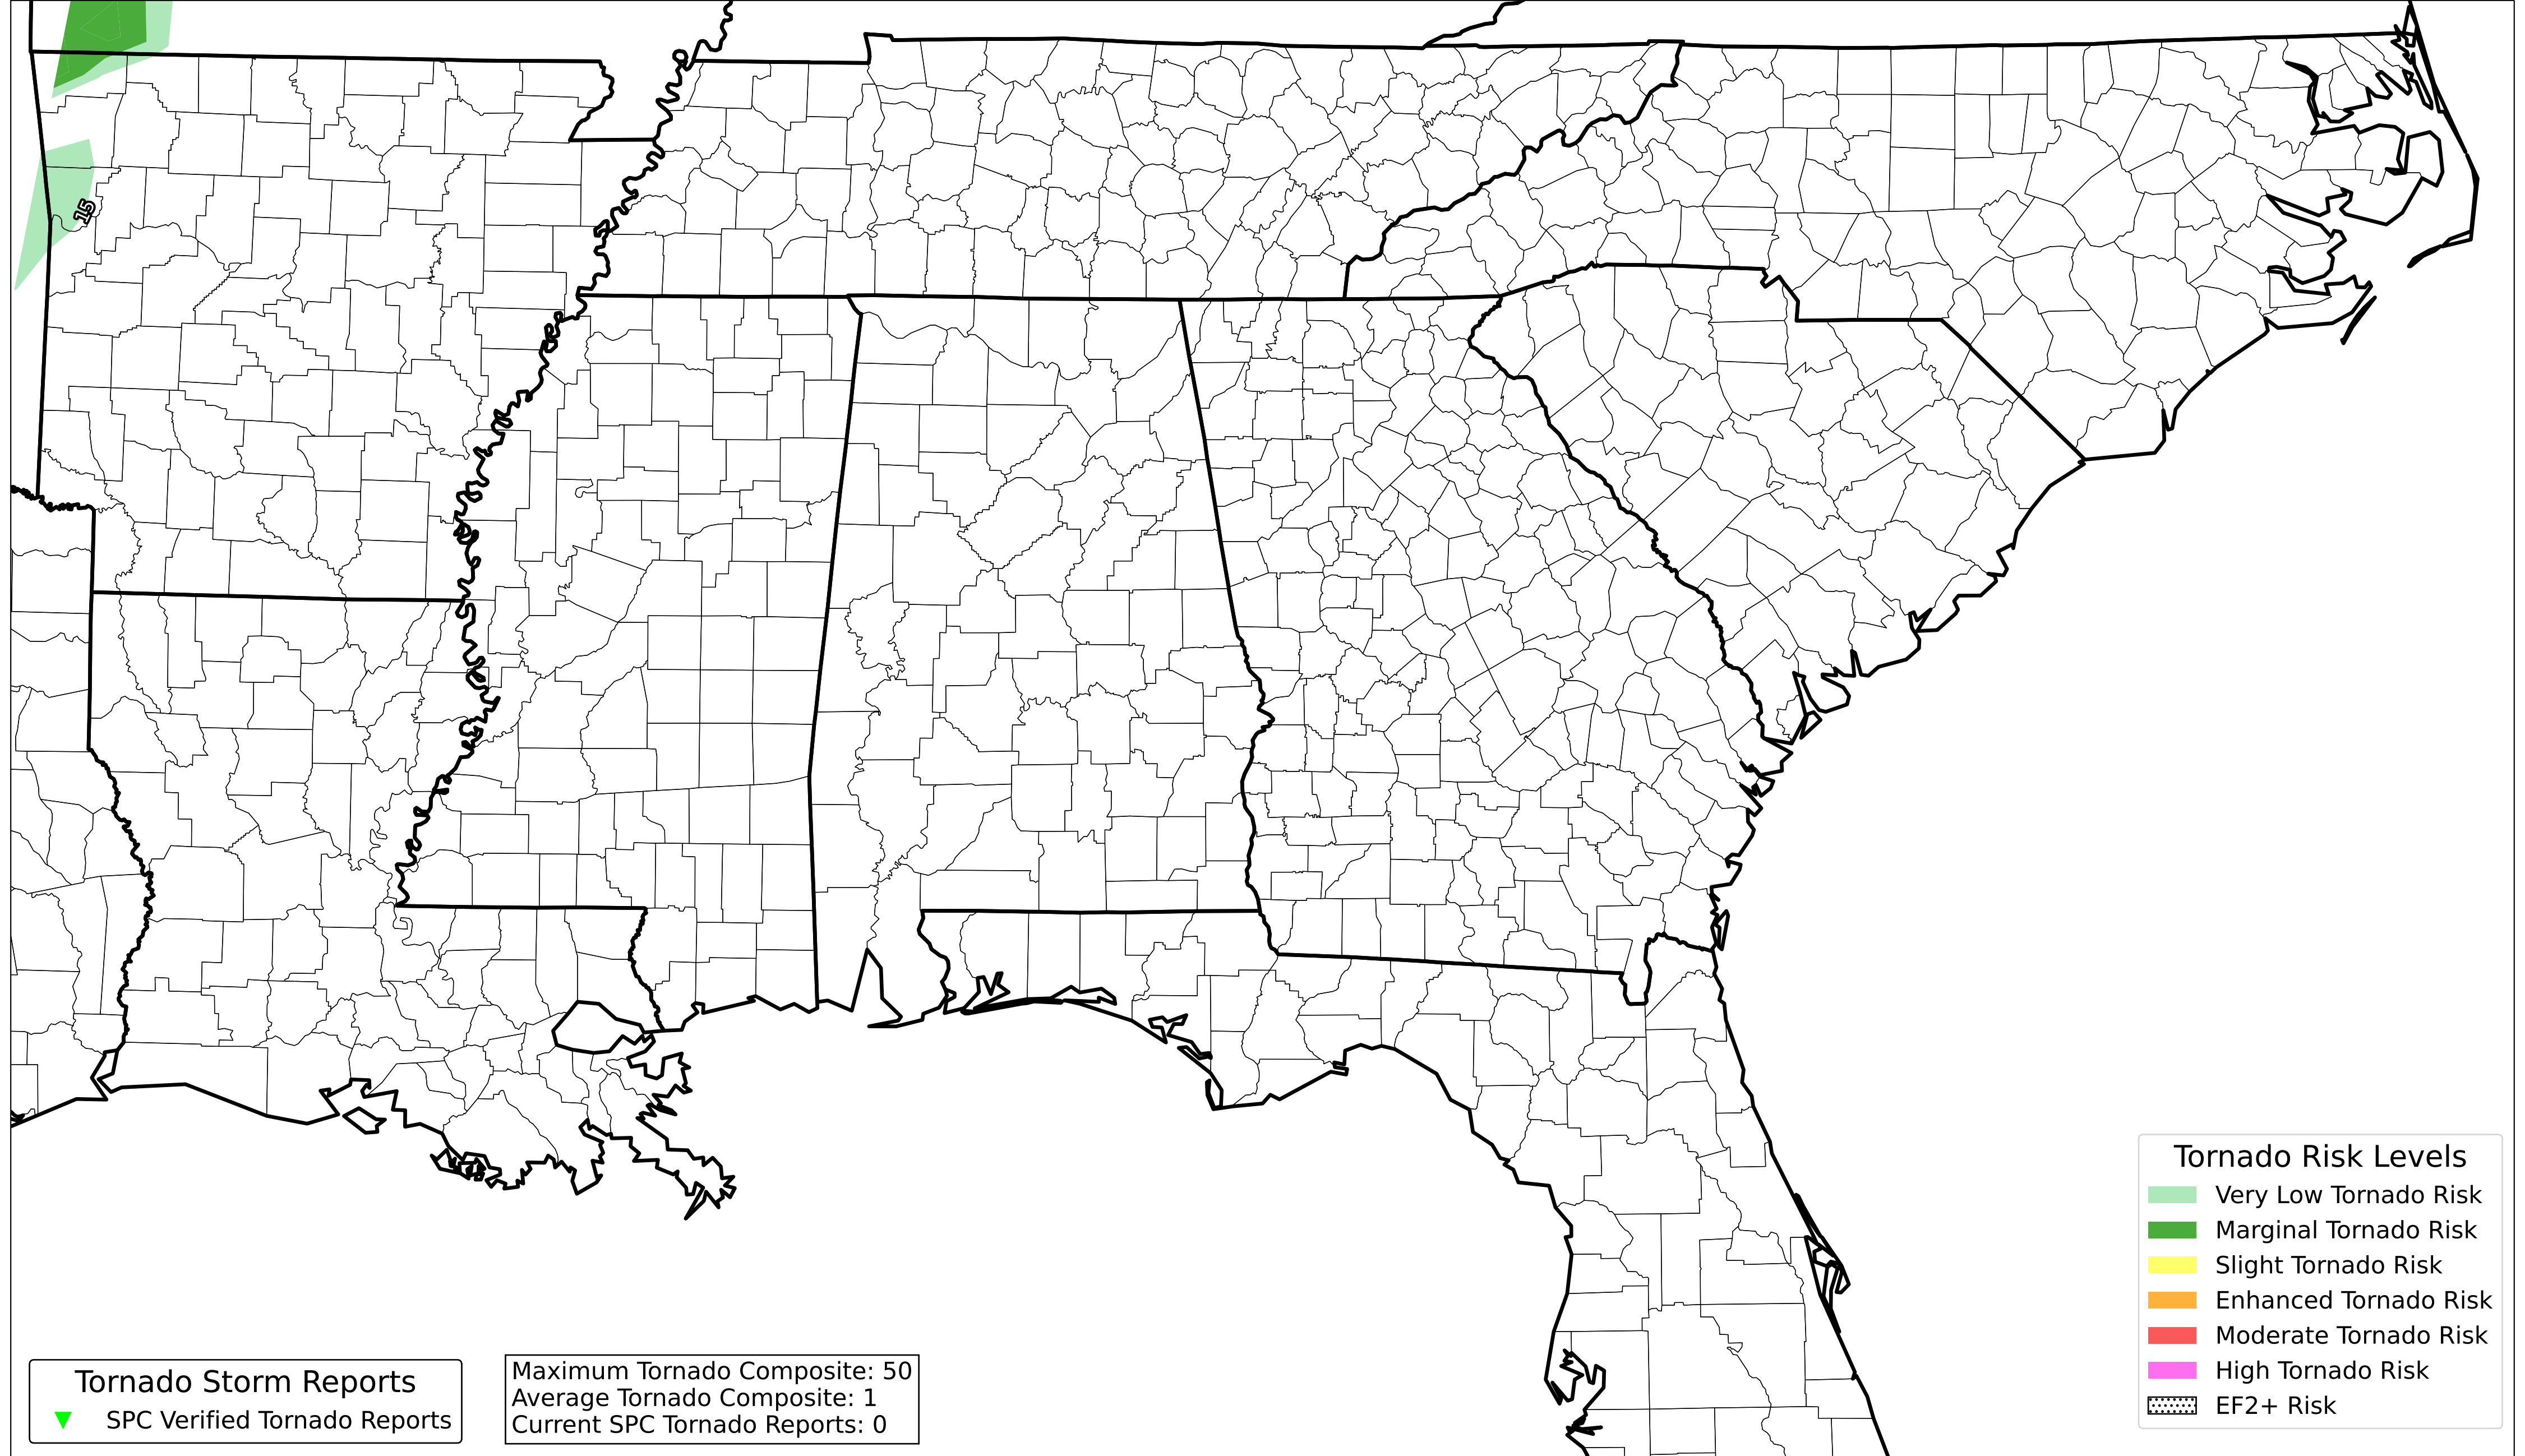 15
Tornado Risk Levels
Very Low Tornado Risk
Marginal Tornado Risk
Slight Tornado Risk
Enhanced Tornado Risk
Moderate Tornado Risk
High Tornado Risk
EF2+ Risk
Tornado Storm Reports
SPC Verified Tornado Reports
Maximum Tornado Composite: 50
Average Tornado Composite: 1
Current SPC Tornado Reports: 0